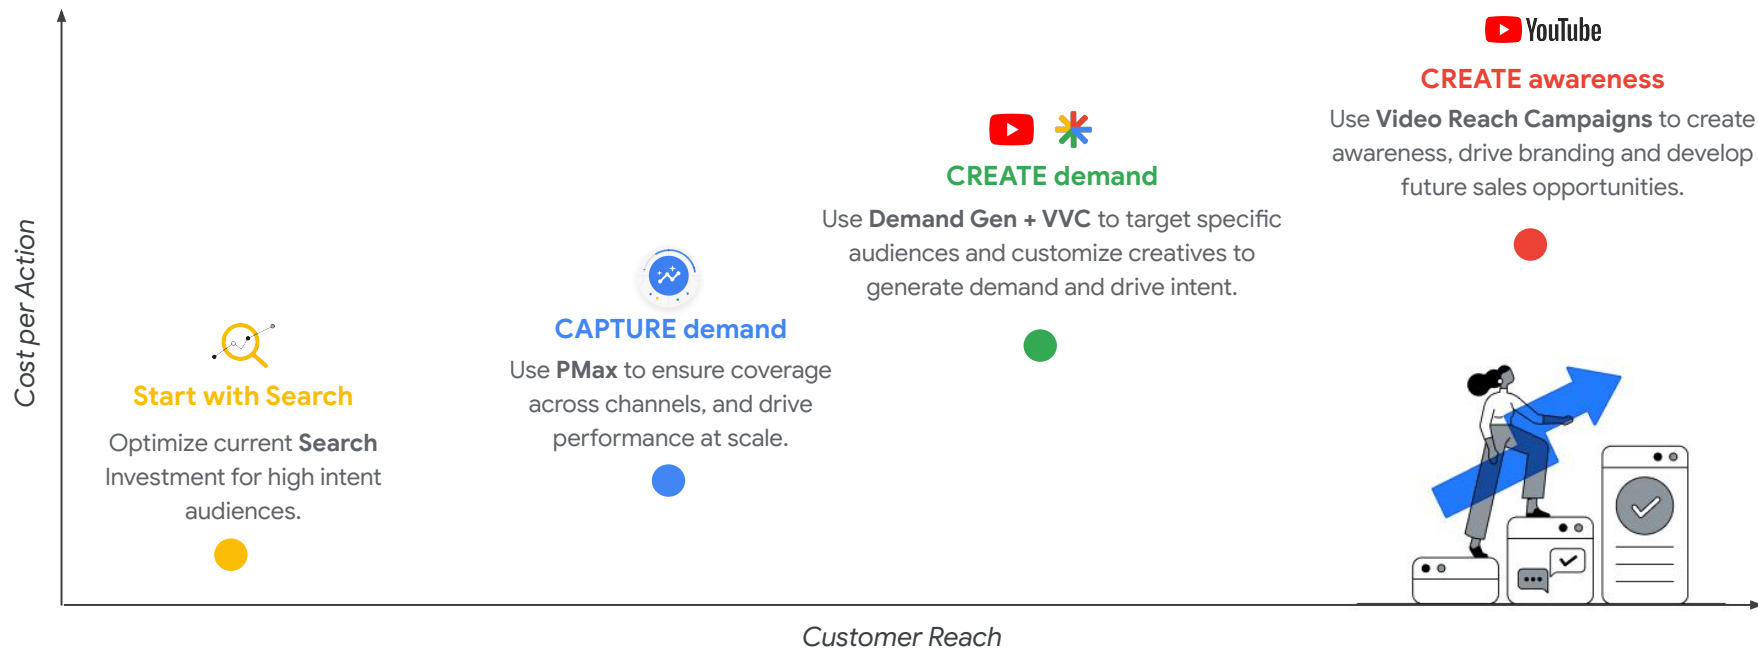 Cost per Action
Start with Search
Optimize current Search
Investment for high intent
audiences.
CAPTURE demand
Use PMax to ensure coverage
across channels, and drive
performance at scale.
CREATE demand
Use Demand Gen + VVC to target specific
audiences and customize creatives to
generate demand and drive intent.
YouTube
CREATE awareness
Use Video Reach Campaigns to create
awareness, drive branding and develop
future sales opportunities.
Customer Reach